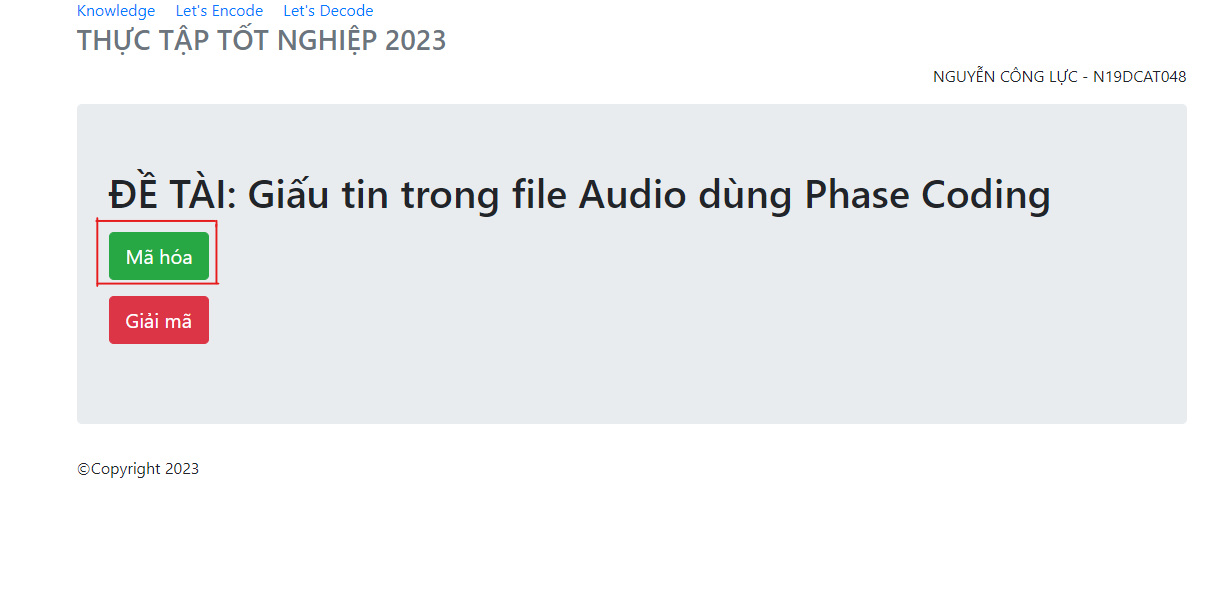 Knowledge Let's Encode Let's Decode
THỰC TẬP TỐT NGHIỆP 2023
NGUYỄN CÔNG LỰC - N19DCAT048
ĐỀ TÀI: Giấu tin trong file Audio dùng Phase Coding
Mã hóa
Giải mã
©Copyright 2023